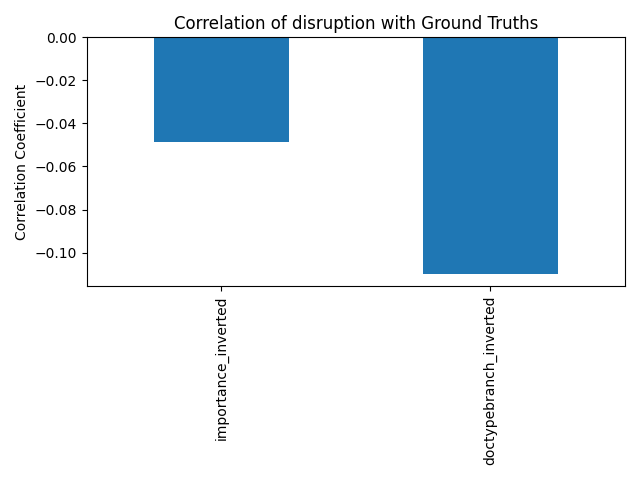 Correlation of disruption with Ground Truths
0.00
−0.02
−0.04
−0.06
−0.08
−0.10
Correlation Coefficient
importance_inverted
doctypebranch_inverted